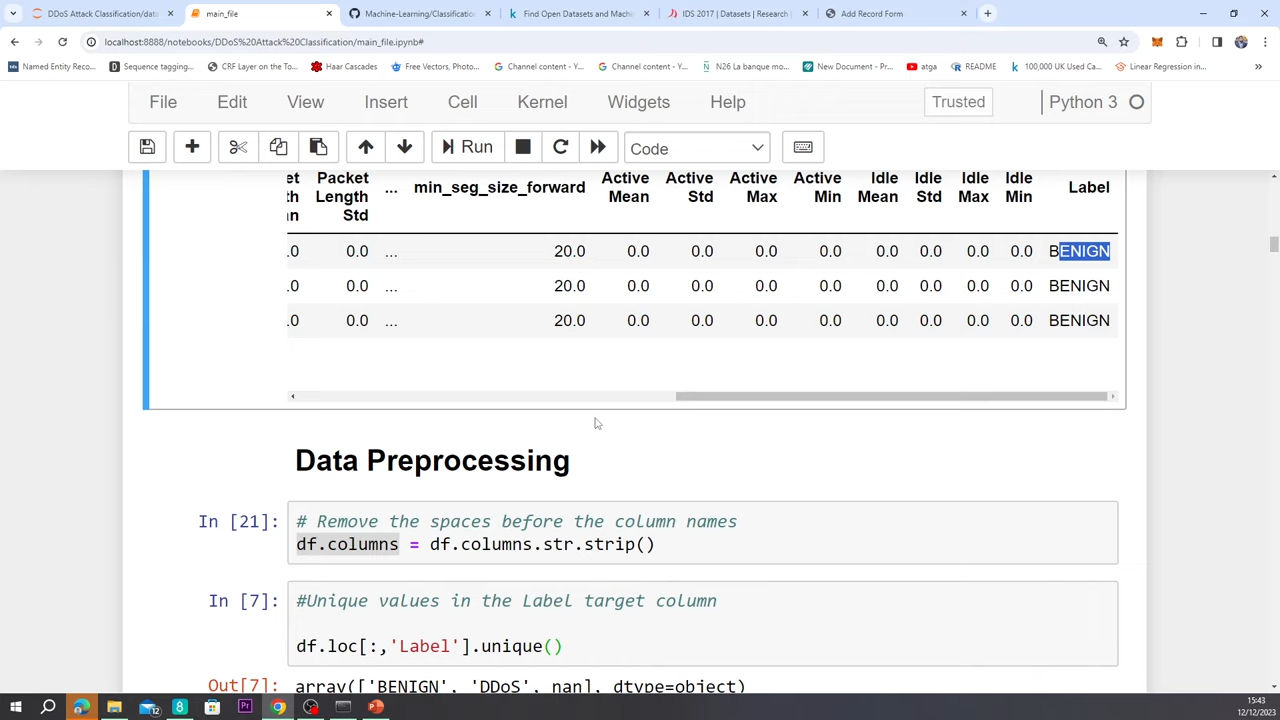 DDoS Attack Classification/data
main_file
Machine-Learning/Classification
Find Open Datasets and Machin
IDS 2017 | Datasets | Research
Add Record Form
localhost:8888/notebooks/DDoS%20Attack%20Classification/main_file.ipynb#
Named Entity Reco...
Sequence tagging...
CRF Layer on the To...
Haar Cascades
Free Vectors, Photo...
Channel content - Y...
Channel content - Y...
N26 La banque mo...
New Document - Pr...
atga
README
100,000 UK Used Ca...
Linear Regression in...
File Edit View Insert Cell Kernel Widgets Help Trusted Python 3
Run Code
et Packet Label
th Length ... min_seg_size_forward Active Mean Active Std Active Max Active Min Idle Mean Idle Std Idle Max Idle Min
an Std
.0 0.0 ... 20.0 0.0 0.0 0.0 0.0 0.0 0.0 0.0 0.0 BENIGN
.0 0.0 ... 20.0 0.0 0.0 0.0 0.0 0.0 0.0 0.0 0.0 BENIGN
.0 0.0 ... 20.0 0.0 0.0 0.0 0.0 0.0 0.0 0.0 0.0 BENIGN
Data Preprocessing
In [21]: # Remove the spaces before the column names
df.columns = df.columns.str.strip()
In [7]: #Unique values in the Label target column
df.loc[:,'Label'].unique()
Out[7]: array(['BENIGN', 'DDoS', nan], dtype=object)
15:43
12/12/2023